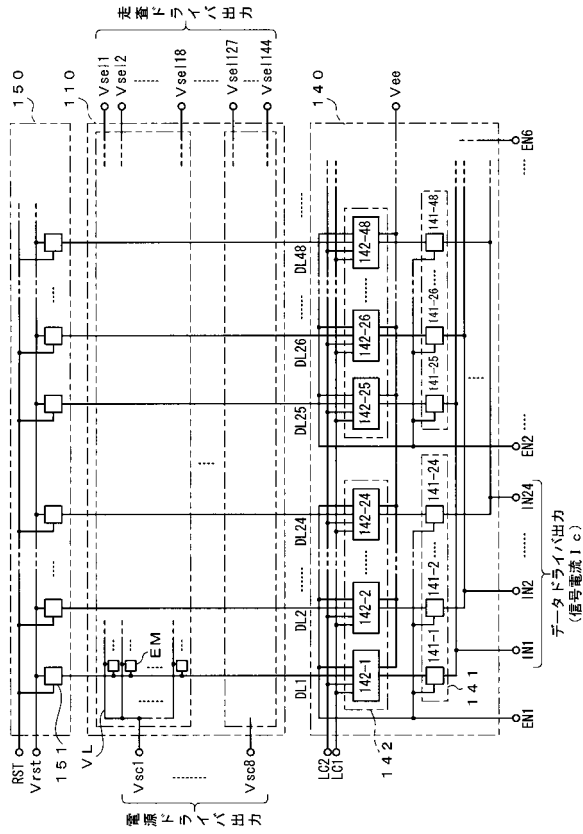 １５０
１１０
１４０
走査ドライバ出力
Vsel1
Vsel2
Vsel18
Vsel127
Vsel144
Vee
EN6
RST
Vrst
１５１
VL
EM
Vsc1
Vsc8
電源ドライバ出力
DL1
DL2
DL24
DL25
DL26
DL48
LC2
LC1
142-1
142-2
142-24
142-25
142-26
142-48
１４２
141-1
141-2
141-24
141-25
141-26
141-48
１４１
EN1
IN1
IN2
IN24
EN2
データドライバ出力
(信号電流Ｉｃ)